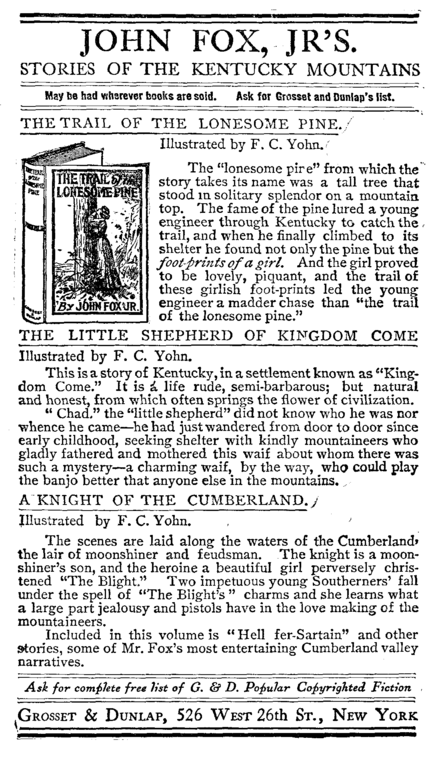 JOHN FOX, JR'S.
STORIES OF THE KENTUCKY MOUNTAINS
May be had wherever books are sold. Ask for Grosset and Dunlap's list.
THE TRAIL OF THE LONESOME PINE.
Illustrated by F. C. Yohn.
THE TRAIL of the
LONESOME PINE
By JOHN FOX JR.
The "lonesome pire" from which the
story takes its name was a tall tree that
stood in solitary splendor on a mountain
top. The fame of the pine lured a young
engineer through Kentucky to catch the
trail, and when he finally climbed to its
shelter he found not only the pine but the
foot-prints of a girl. And the girl proved
to be lovely, piquant, and the trail of
these girlish foot-prints led the young
engineer a madder chase than "the trail
of the lonesome pine."
THE LITTLE SHEPHERD OF KINGDOM COME
Illustrated by F. C. Yohn.
This is a story of Kentucky, in a settlement known as "King-
dom Come." It is a life rude, semi-barbarous; but natural
and honest, from which often springs the flower of civilization.
" Chad." the "little shepherd" did not know who he was nor
whence he came—he had just wandered from door to door since
early childhood, seeking shelter with kindly mountaineers who
gladly fathered and mothered this waif about whom there was
such a mystery—a charming waif, by the way, who could play
the banjo better that anyone else in the mountains.
A KNIGHT OF THE CUMBERLAND.
Illustrated by F. C. Yohn.
The scenes are laid along the waters of the Cumberland,
the lair of moonshiner and feudsman. The knight is a moon-
shiner's son, and the heroine a beautiful girl perversely chris-
tened "The Blight." Two impetuous young Southerners' fall
under the spell of "The Blight's " charms and she learns what
a large part jealousy and pistols have in the love making of the
mountaineers.
Included in this volume is " Hell fer-Sartain" and other
stories, some of Mr. Fox's most entertaining Cumberland valley
narratives.
Ask for complete free list of G. & D. Popular Copyrighted Fiction
GROSSET & DUNLAP, 526 WEST 26th ST., NEW YORK